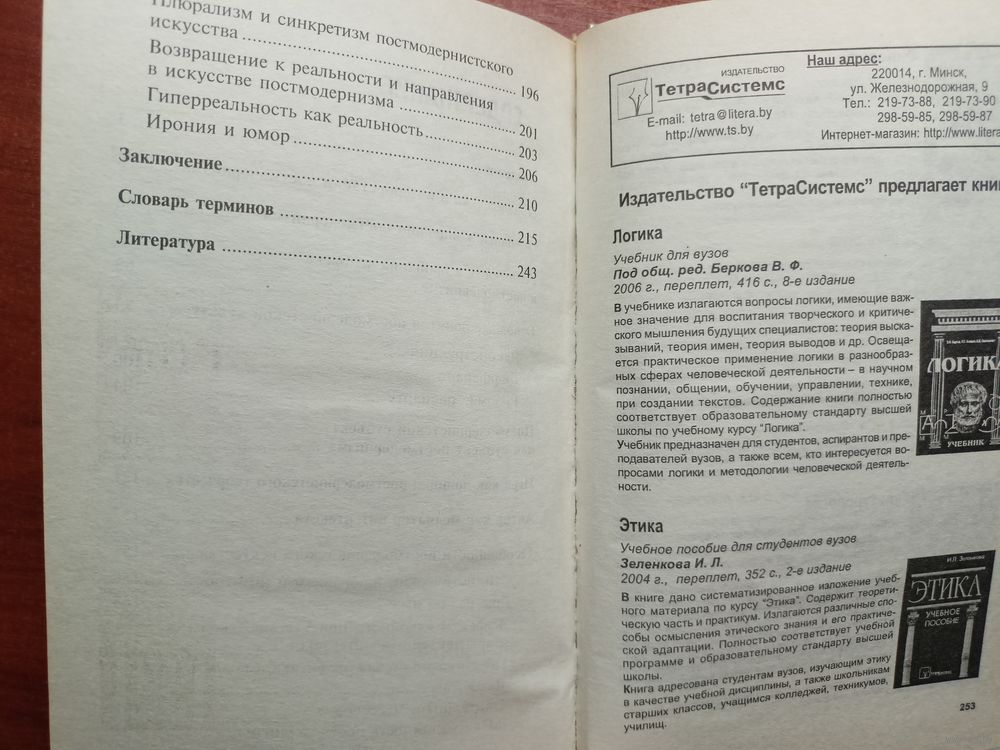 Плюрализм и синкретизм постмодернистского
искусства ........ 196
Возвращение к реальности и направления
в искусстве постмодернизма ........ 201
Гиперреальность как реальность ........ 203
Ирония и юмор ........ 206
Заключение ........ 210
Словарь терминов ........ 215
Литература ........ 243
ИЗДАТЕЛЬСТВО
ТетраСистемс
E-mail: tetra@litera.by
http://www.ts.by
Наш адрес:
220014, г. Минск,
ул. Железнодорожная, 9
Тел.: 219-73-88, 219-73-90
298-59-85, 298-59-87
Интернет-магазин: http://www.litera
Издательство “ТетраСистемс” предлагает книг
Логика
Учебник для вузов
Под общ. ред. Беркова В. Ф.
2006 г., переплет, 416 с., 8-е издание
В учебнике излагаются вопросы логики, имеющие важ-
ное значение для воспитания творческого и критиче-
ского мышления будущих специалистов: теория выска-
зываний, теория имен, теория выводов и др. Освеща-
ется практическое применение логики в разнообраз-
ных сферах человеческой деятельности – в научном
познании, общении, обучении, управлении, технике,
при создании текстов. Содержание книги полностью
соответствует образовательному стандарту высшей
школы по учебному курсу “Логика”.
Учебник предназначен для студентов, аспирантов и пре-
подавателей вузов, а также всем, кто интересуется во-
просами логики и методологии человеческой деятель-
ности.
ЛОГИКА
УЧЕБНИК
Этика
Учебное пособие для студентов вузов
Зеленкова И. Л.
2004 г., переплет, 352 с., 2-е издание
В книге дано систематизированное изложение учеб-
ного материала по курсу “Этика”. Содержит теорети-
ческую часть и практикум. Излагаются различные спо-
собы осмысления этического знания и его практиче-
ской адаптации. Полностью соответствует учебной
программе и образовательному стандарту высшей
школы.
Книга адресована студентам вузов, изучающим этику
в качестве учебной дисциплины, а также школьникам
старших классов, учащимся колледжей, техникумов,
училищ.
И.Л. Зеленкова
ЭТИКА
УЧЕБНОЕ
ПОСОБИЕ
253